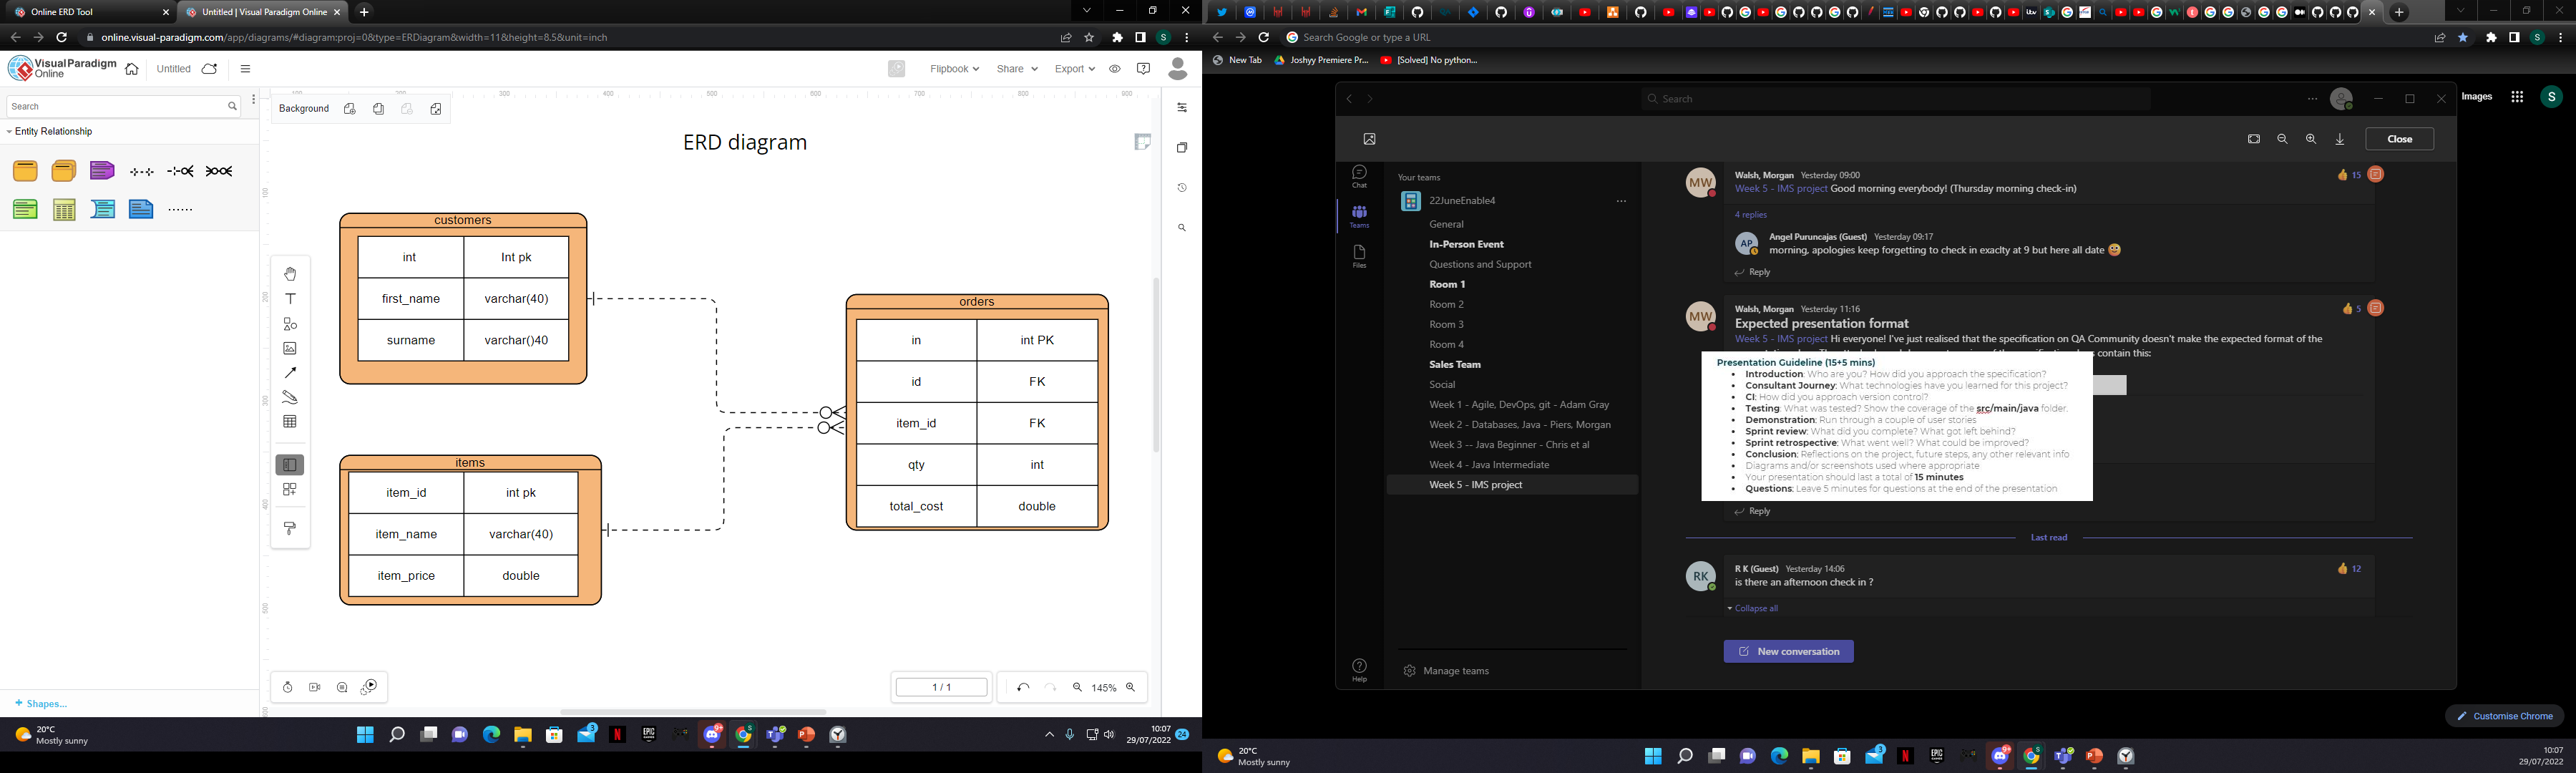 Online ERD Tool
Untitled | Visual Paradigm Online
online.visual-paradigm.com/app/diagrams/#diagram:proj=0&type=ERDiagram&width=11&height=8.5&unit=inch
Visual Paradigm
Online
Untitled
Flipbook
Share
Export
Search
Background
Entity Relationship
ERD diagram
customers
int Int pk
first_name varchar(40)
surname varchar()40
items
item_id int pk
item_name varchar(40)
item_price double
orders
in int PK
id FK
item_id FK
qty int
total_cost double
+ Shapes...
1 / 1
145%
20°C
Mostly sunny
10:07
29/07/2022
24
Search Google or type a URL
New Tab
Joshyy Premiere Pr...
[Solved] No python...
Images
S
Search
Close
Chat
Teams
Files
Help
Your teams
22JuneEnable4
General
In-Person Event
Questions and Support
Room 1
Room 2
Room 3
Room 4
Sales Team
Social
Week 1 - Agile, DevOps, git - Adam Gray
Week 2 - Databases, Java - Piers, Morgan
Week 3 -- Java Beginner - Chris et al
Week 4 - Java Intermediate
Week 5 - IMS project
Manage teams
MW
Walsh, Morgan Yesterday 09:00
15
Week 5 - IMS project Good morning everybody! (Thursday morning check-in)
4 replies
AP
Angel Puruncajas (Guest) Yesterday 09:17
morning, apologies keep forgetting to check in exaclty at 9 but here all date
Reply
MW
Walsh, Morgan Yesterday 11:16
5
Expected presentation format
Week 5 - IMS project Hi everyone! I've just realised that the specification on QA Community doesn't make the expected format of the
contain this:
Presentation Guideline (15+5 mins)
• Introduction: Who are you? How did you approach the specification?
• Consultant Journey: What technologies have you learned for this project?
• CI: How did you approach version control?
• Testing: What was tested? Show the coverage of the src/main/java folder.
• Demonstration: Run through a couple of user stories
• Sprint review: What did you complete? What got left behind?
• Sprint retrospective: What went well? What could be improved?
• Conclusion: Reflections on the project, future steps, any other relevant info
• Diagrams and/or screenshots used where appropriate
• Your presentation should last a total of 15 minutes
• Questions: Leave 5 minutes for questions at the end of the presentation
Reply
Last read
RK
R K (Guest) Yesterday 14:06
12
is there an afternoon check in ?
Collapse all
New conversation
Customise Chrome
20°C
Mostly sunny
10:07
29/07/2022